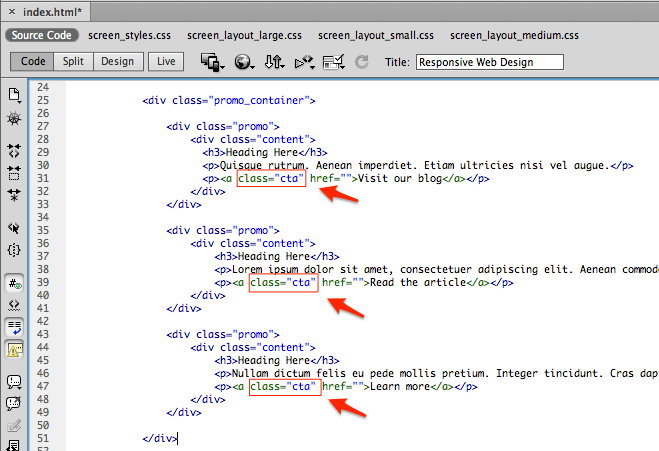 × index.html*
Source Code screen_styles.css screen_layout_large.css screen_layout_small.css screen_layout_medium.css
Code Split Design Live Title: Responsive Web Design
24
25 <div class="promo_container">
26
27 <div class="promo">
28 <div class="content">
29 <h3>Heading Here</h3>
30 <p>Quisque rutrum. Aenean imperdiet. Etiam ultricies nisi vel augue.</p>
31 <p><a class="cta" href="">Visit our blog</a></p>
32 </div>
33 </div>
34
35 <div class="promo">
36 <div class="content">
37 <h3>Heading Here</h3>
38 <p>Lorem ipsum dolor sit amet, consectetuer adipiscing elit. Aenean commod
39 <p><a class="cta" href="">Read the article</a></p>
40 </div>
41 </div>
42
43 <div class="promo">
44 <div class="content">
45 <h3>Heading Here</h3>
46 <p>Nullam dictum felis eu pede mollis pretium. Integer tincidunt. Cras dap
47 <p><a class="cta" href="">Learn more</a></p>
48 </div>
49 </div>
50
51 </div>